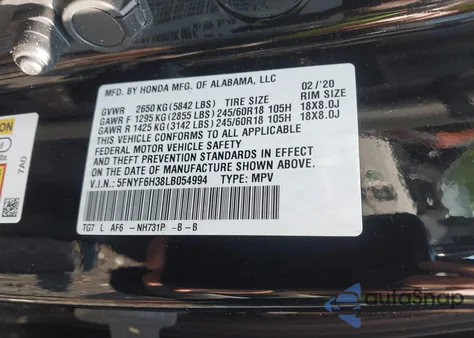 MFD. BY HONDA MFG. OF ALABAMA, LLC 02/'20
GVWR 2650 KG (5842 LBS) TIRE SIZE RIM SIZE
GAWR F 1295 KG (2855 LBS) 245/60R18 105H 18X8.0J
GAWR R 1425 KG (3142 LBS) 245/60R18 105H 18X8.0J
THIS VEHICLE CONFORMS TO ALL APPLICABLE
FEDERAL MOTOR VEHICLE SAFETY
AND THEFT PREVENTION STANDARDS IN EFFECT ON THE DATE OF
MANUFACTURE SHOWN ABOVE.
V.I.N.: 5FNYF6H38LB054994 TYPE: MPV
TG7 L AF6 -NH731P -B -B
7A0
autoSnap